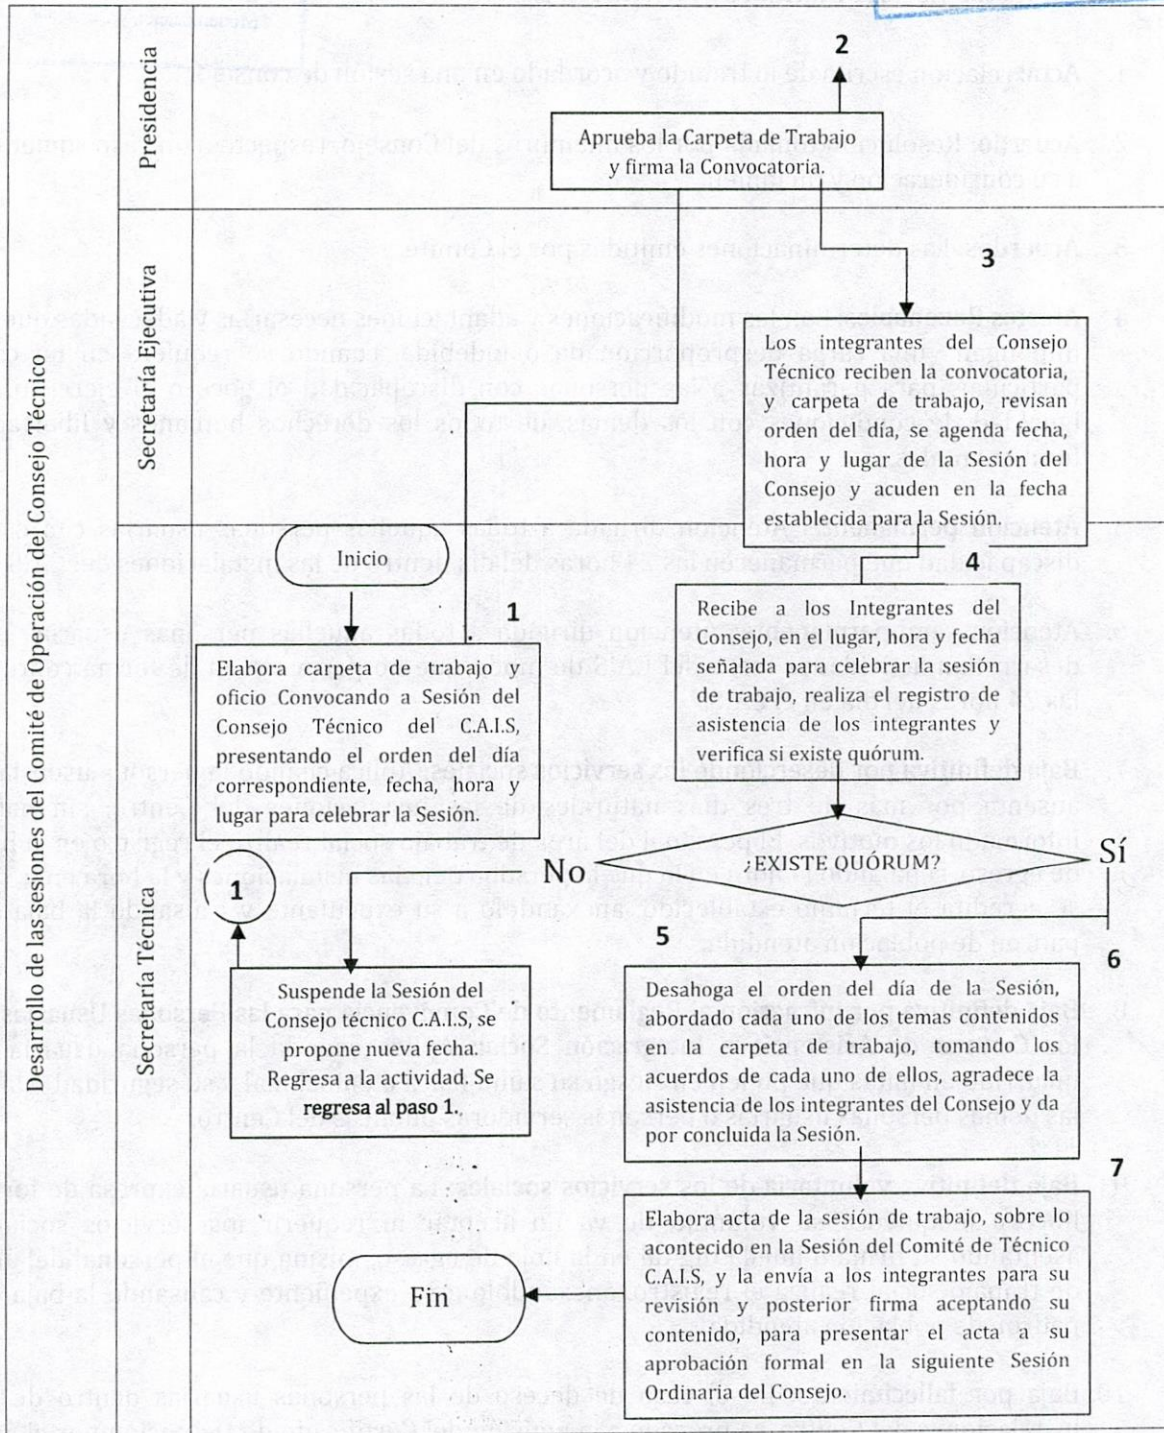 Desarrollo de las sesiones del Comité de Operación del Consejo Técnico
Presidencia
2
Aprueba la Carpeta de Trabajo
y firma la Convocatoria.
Secretaría Ejecutiva
3
Los integrantes del Consejo
Técnico reciben la convocatoria,
y carpeta de trabajo, revisan
orden del día, se agenda fecha,
hora y lugar de la Sesión del
Consejo y acuden en la fecha
establecida para la Sesión.
Secretaría Técnica
Inicio
1
Elabora carpeta de trabajo y
oficio Convocando a Sesión del
Consejo Técnico del C.A.I.S,
presentando el orden del día
correspondiente, fecha, hora y
lugar para celebrar la Sesión.
4
Recibe a los Integrantes del
Consejo, en el lugar, hora y fecha
señalada para celebrar la sesión
de trabajo, realiza el registro de
asistencia de los integrantes y
verifica si existe quórum.
No
¿EXISTE QUÓRUM?
Sí
1
5
Suspende la Sesión del
Consejo técnico C.A.I.S, se
propone nueva fecha.
Regresa a la actividad. Se
regresa al paso 1.
6
Desahoga el orden del día de la Sesión,
abordado cada uno de los temas contenidos
en la carpeta de trabajo, tomando los
acuerdos de cada uno de ellos, agradece la
asistencia de los integrantes del Consejo y da
por concluida la Sesión.
7
Elabora acta de la sesión de trabajo, sobre lo
acontecido en la Sesión del Comité de Técnico
C.A.I.S, y la envía a los integrantes para su
revisión y posterior firma aceptando su
contenido, para presentar el acta a su
aprobación formal en la siguiente Sesión
Ordinaria del Consejo.
Fin